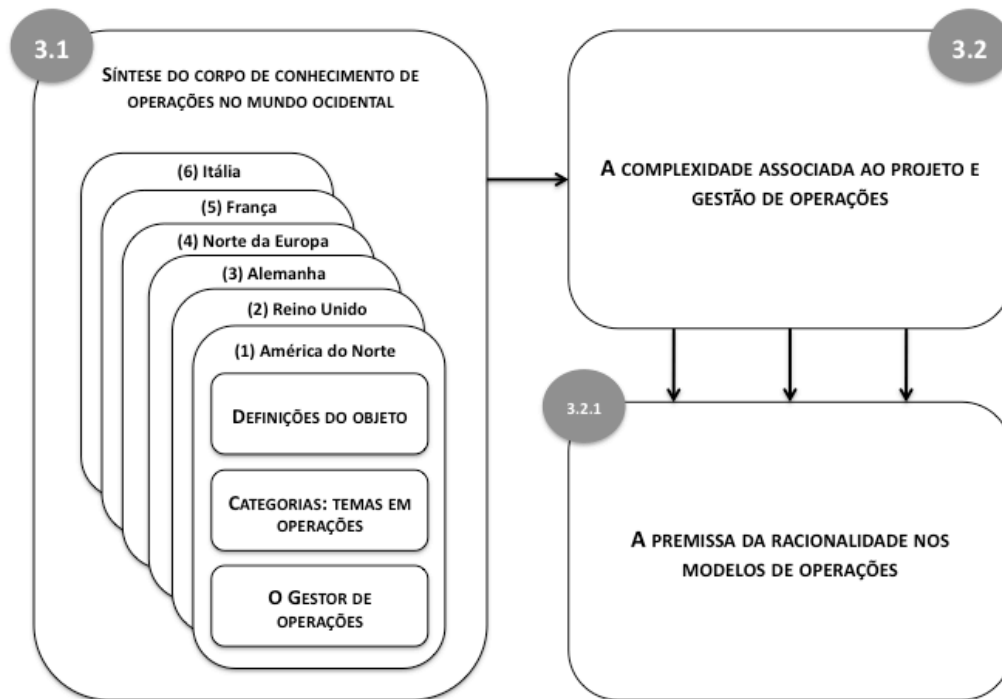 3.1
SÍNTESE DO CORPO DE CONHECIMENTO DE
OPERAÇÕES NO MUNDO OCIDENTAL
(6) Itália
(5) França
(4) Norte da Europa
(3) Alemanha
(2) Reino Unido
(1) América do Norte
DEFINIÇÕES DO OBJETO
CATEGORIAS: TEMAS EM
OPERAÇÕES
O GESTOR DE
OPERAÇÕES
3.2
A COMPLEXIDADE ASSOCIADA AO PROJETO E
GESTÃO DE OPERAÇÕES
3.2.1
A PREMISSA DA RACIONALIDADE NOS
MODELOS DE OPERAÇÕES